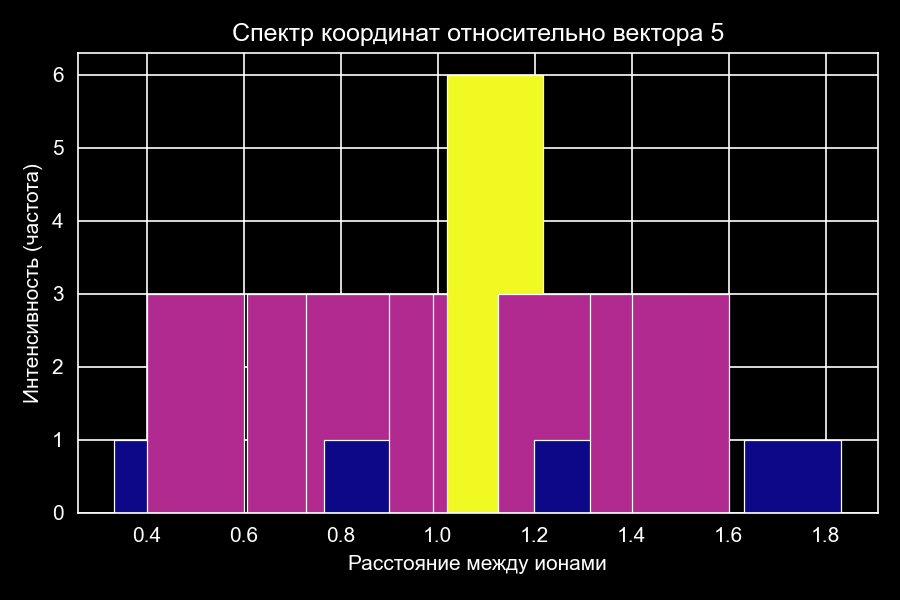 Спектр координат относительно вектора 5
Интенсивность (частота)
6
5
4
3
2
1
0
0.4 0.6 0.8 1.0 1.2 1.4 1.6 1.8
Расстояние между ионами